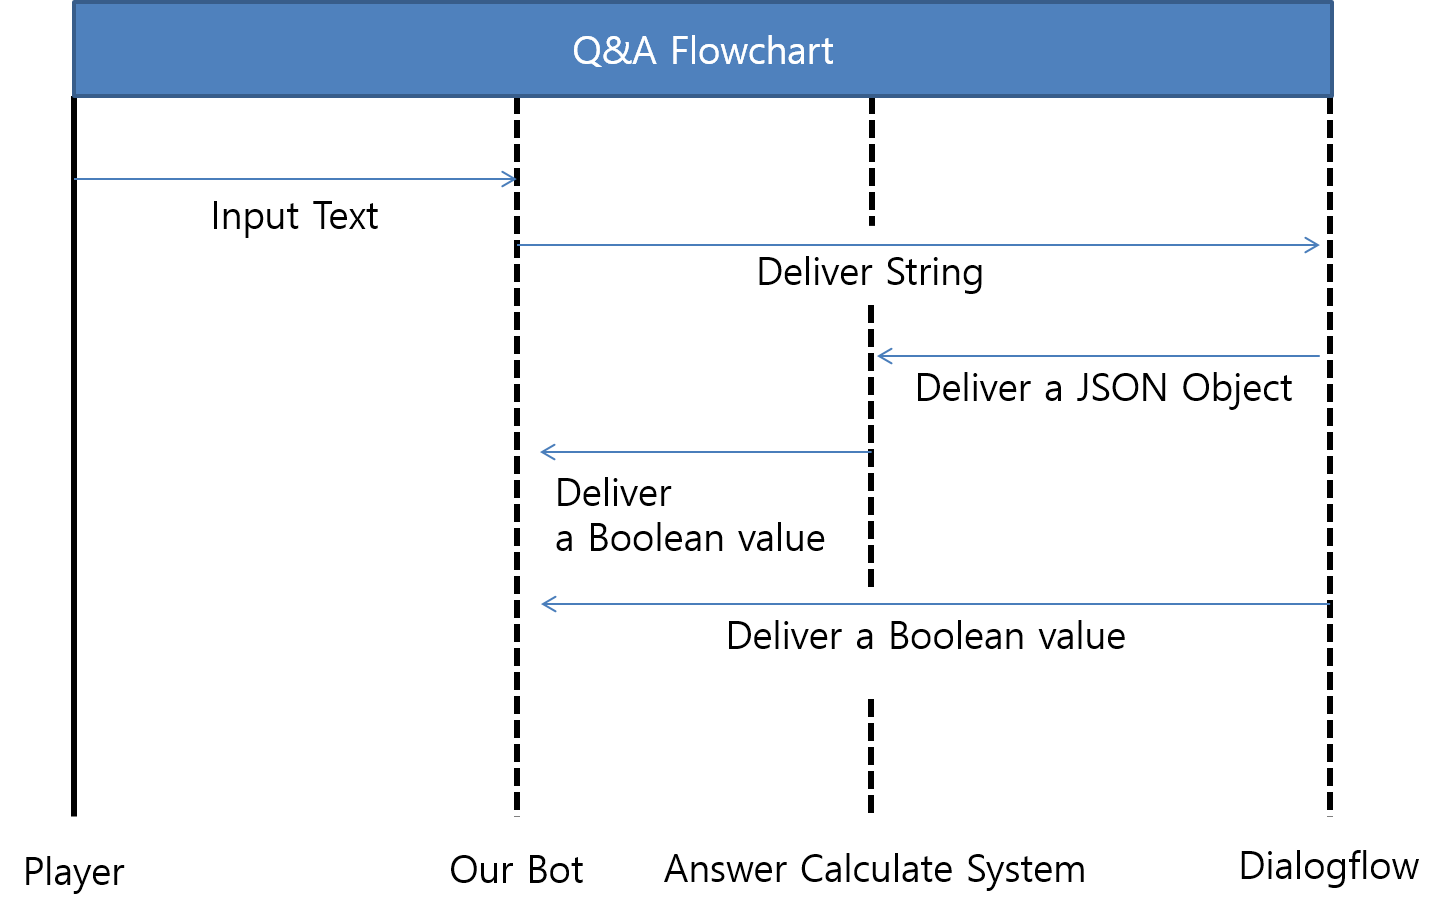 Q&A Flowchart
Input Text
Deliver String
Deliver a JSON Object
Deliver
a Boolean value
Deliver a Boolean value
Player
Our Bot
Answer Calculate System
Dialogflow